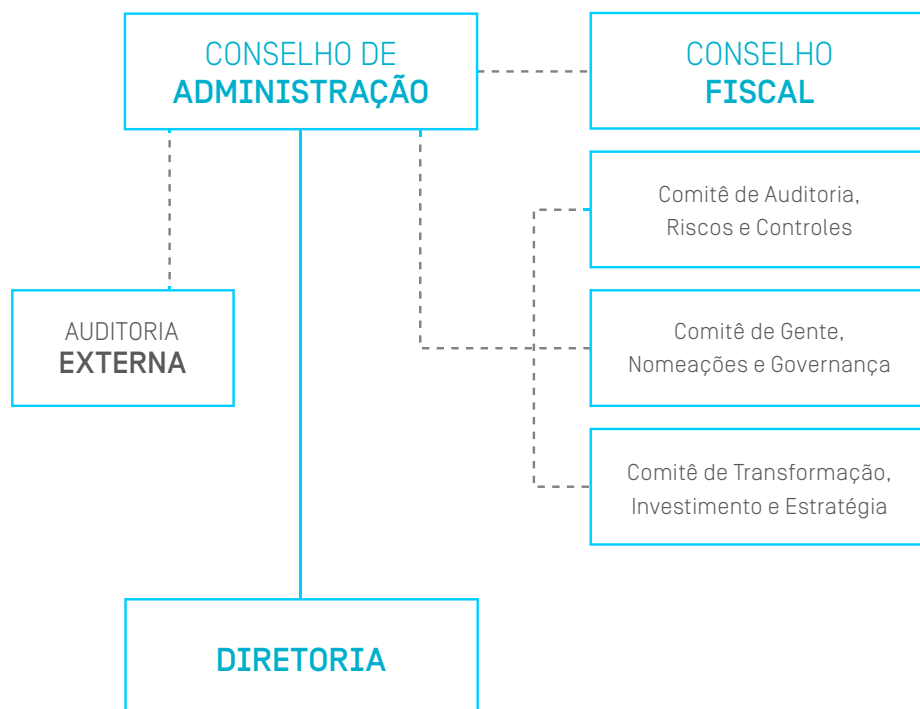 CONSELHO DE
ADMINISTRAÇÃO
CONSELHO
FISCAL
Comitê de Auditoria,
Riscos e Controles
AUDITORIA
EXTERNA
Comitê de Gente,
Nomeações e Governança
Comitê de Transformação,
Investimento e Estratégia
DIRETORIA